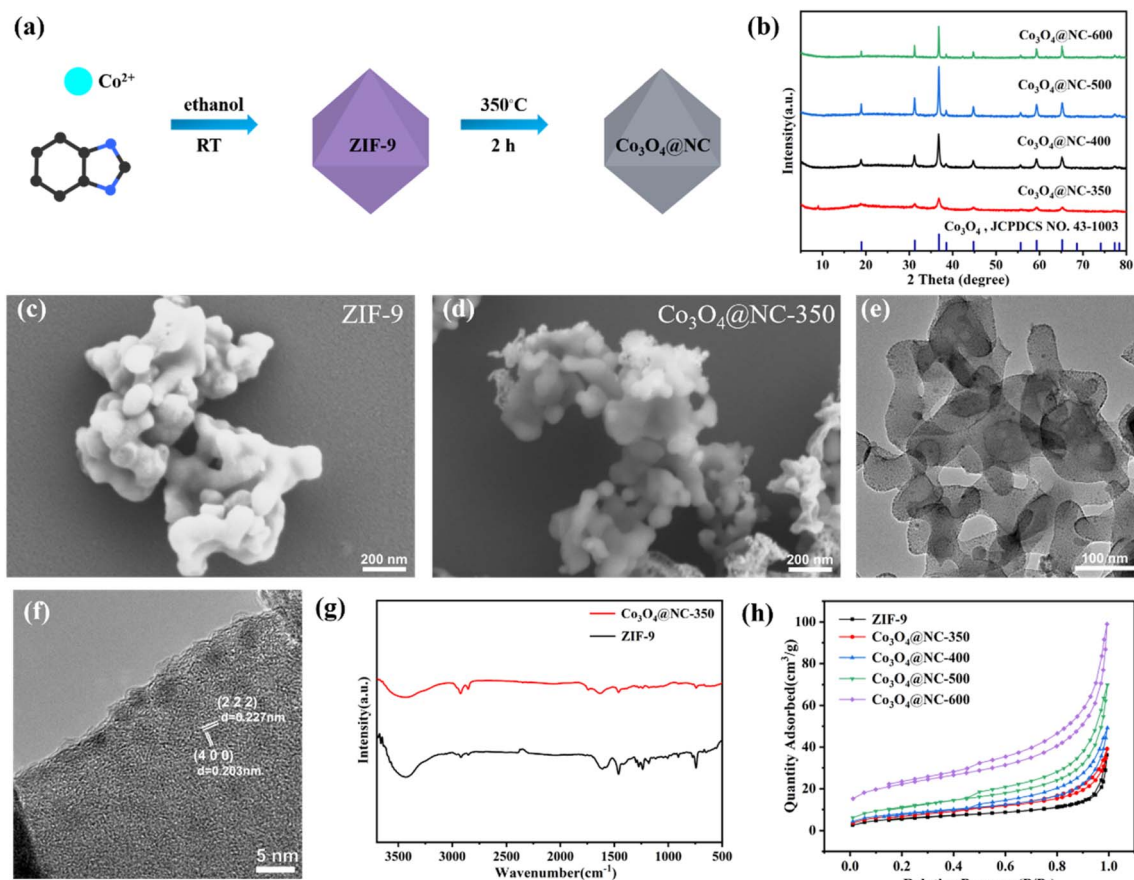 (a)
Co²⁺
ethanol
RT
ZIF-9
350°C
2 h
Co₃O₄@NC
(b)
Intensity(a.u.)
Co₃O₄@NC-600
Co₃O₄@NC-500
Co₃O₄@NC-400
Co₃O₄@NC-350
Co₃O₄ , JCPDCS NO. 43-1003
10 20 30 40 50 60 70 80
2 Theta (degree)
(c)
ZIF-9
200 nm
(d)
Co₃O₄@NC-350
200 nm
(e)
100 nm
(f)
(2 2 2)
d=0.227nm
(4 0 0)
d=0.203nm
5 nm
(g)
Intensity(a.u.)
Co₃O₄@NC-350
ZIF-9
3500 3000 2500 2000 1500 1000 500
Wavenumber(cm⁻¹)
(h)
Quantity Adsorbed(cm³/g)
100
80
60
40
20
0
ZIF-9
Co₃O₄@NC-350
Co₃O₄@NC-400
Co₃O₄@NC-500
Co₃O₄@NC-600
0.0 0.2 0.4 0.6 0.8 1.0